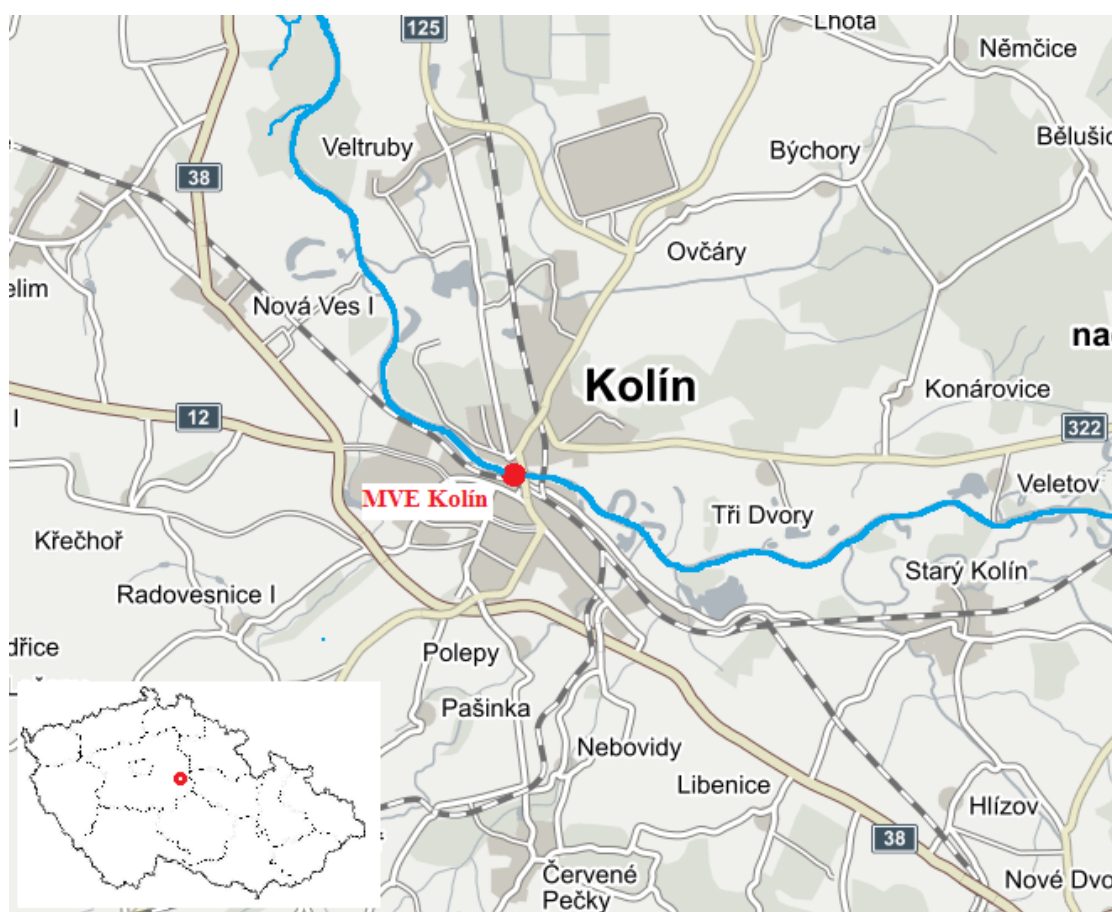 Lhota
125
Němčice
Veltruby
Býchory
Bělušic
38
Ovčáry
elim
Nová Ves I
nad
Kolín
Konárovice
I
12
322
MVE Kolín
Veletov
Tři Dvory
Křečhoř
Starý Kolín
Radovesnice I
dřice
Polepy
Pašinka
Nebovidy
Libenice
Hlízov
38
Červené
Pečky
Nové Dvo